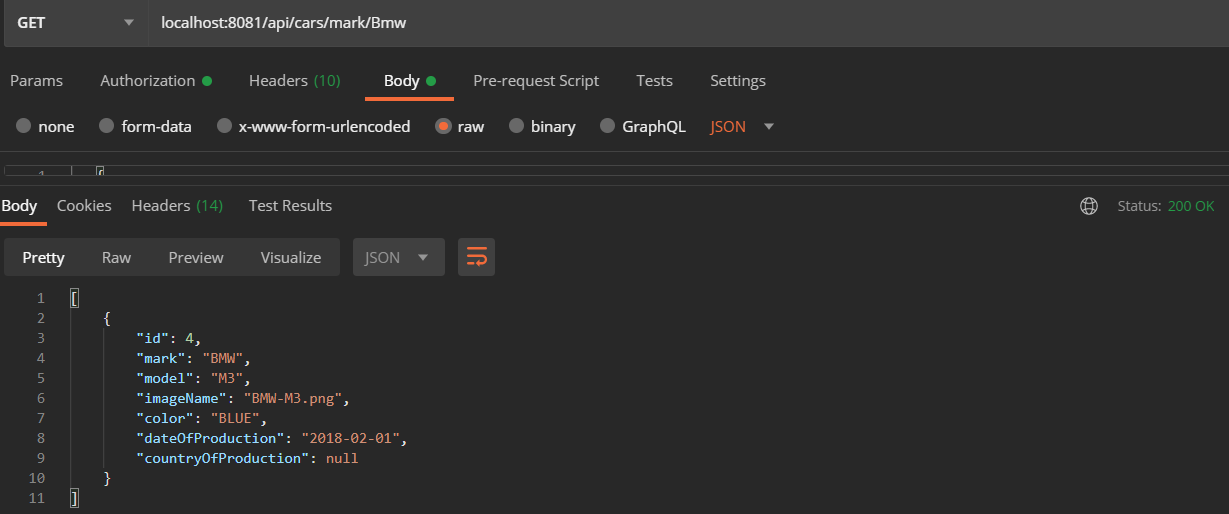 GET localhost:8081/api/cars/mark/Bmw
Params Authorization Headers (10) Body Pre-request Script Tests Settings
none form-data x-www-form-urlencoded raw binary GraphQL JSON
1 {
Body Cookies Headers (14) Test Results Status: 200 OK
Pretty Raw Preview Visualize JSON
1 [
2 {
3 "id": 4,
4 "mark": "BMW",
5 "model": "M3",
6 "imageName": "BMW-M3.png",
7 "color": "BLUE",
8 "dateOfProduction": "2018-02-01",
9 "countryOfProduction": null
10 }
11 ]